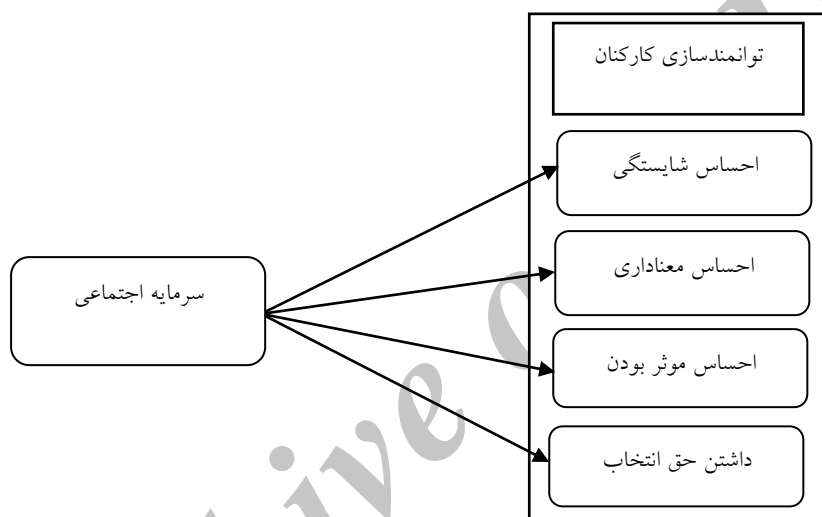 توانمندسازی کارکنان
احساس شایستگی
احساس معناداری
سرمایه اجتماعی
احساس موثر بودن
داشتن حق انتخاب